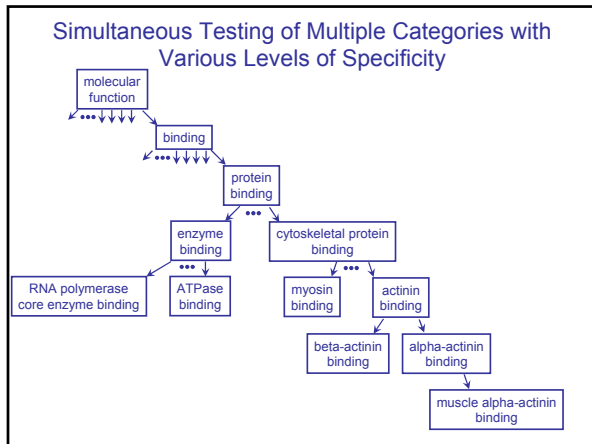 Simultaneous Testing of Multiple Categories with
Various Levels of Specificity
molecular
function
binding
protein
binding
enzyme
binding
cytoskeletal protein
binding
RNA polymerase
core enzyme binding
ATPase
binding
myosin
binding
actinin
binding
beta-actinin
binding
alpha-actinin
binding
muscle alpha-actinin
binding